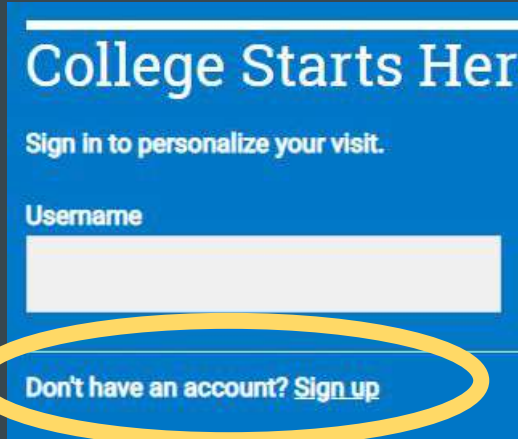 College Starts Her
Sign in to personalize your visit.
Username
Don't have an account? Sign up